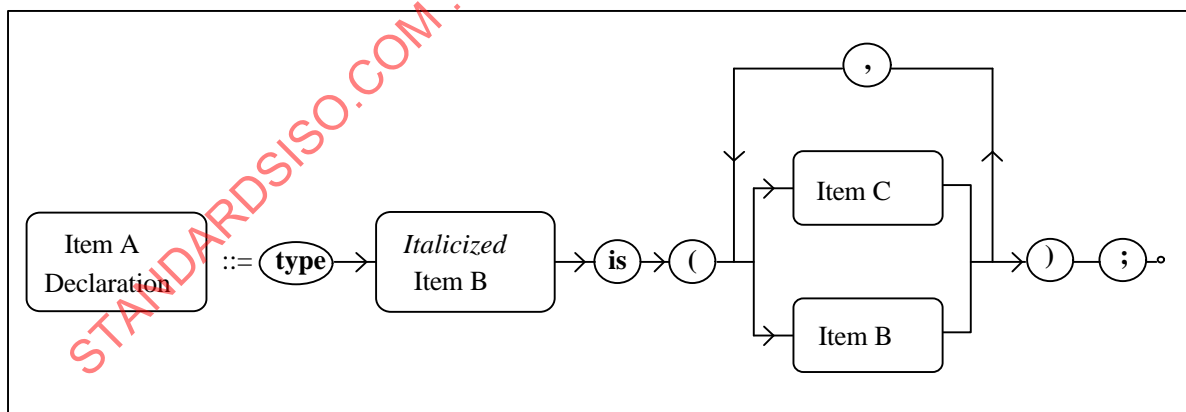 STANDARDSISO.COM
,
Item C
Item A
Declaration
::=
type
Italicized
Item B
is
(
)
;
Item B